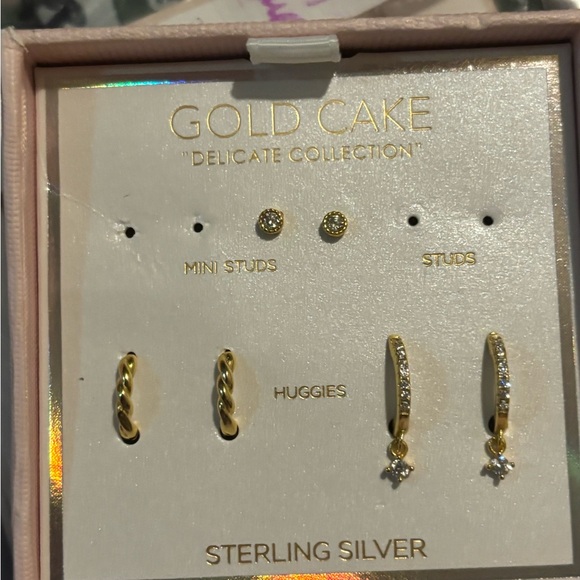 GOLD CAKE
"DELICATE COLLECTION"
MINI STUDS
STUDS
HUGGIES
STERLING SILVER